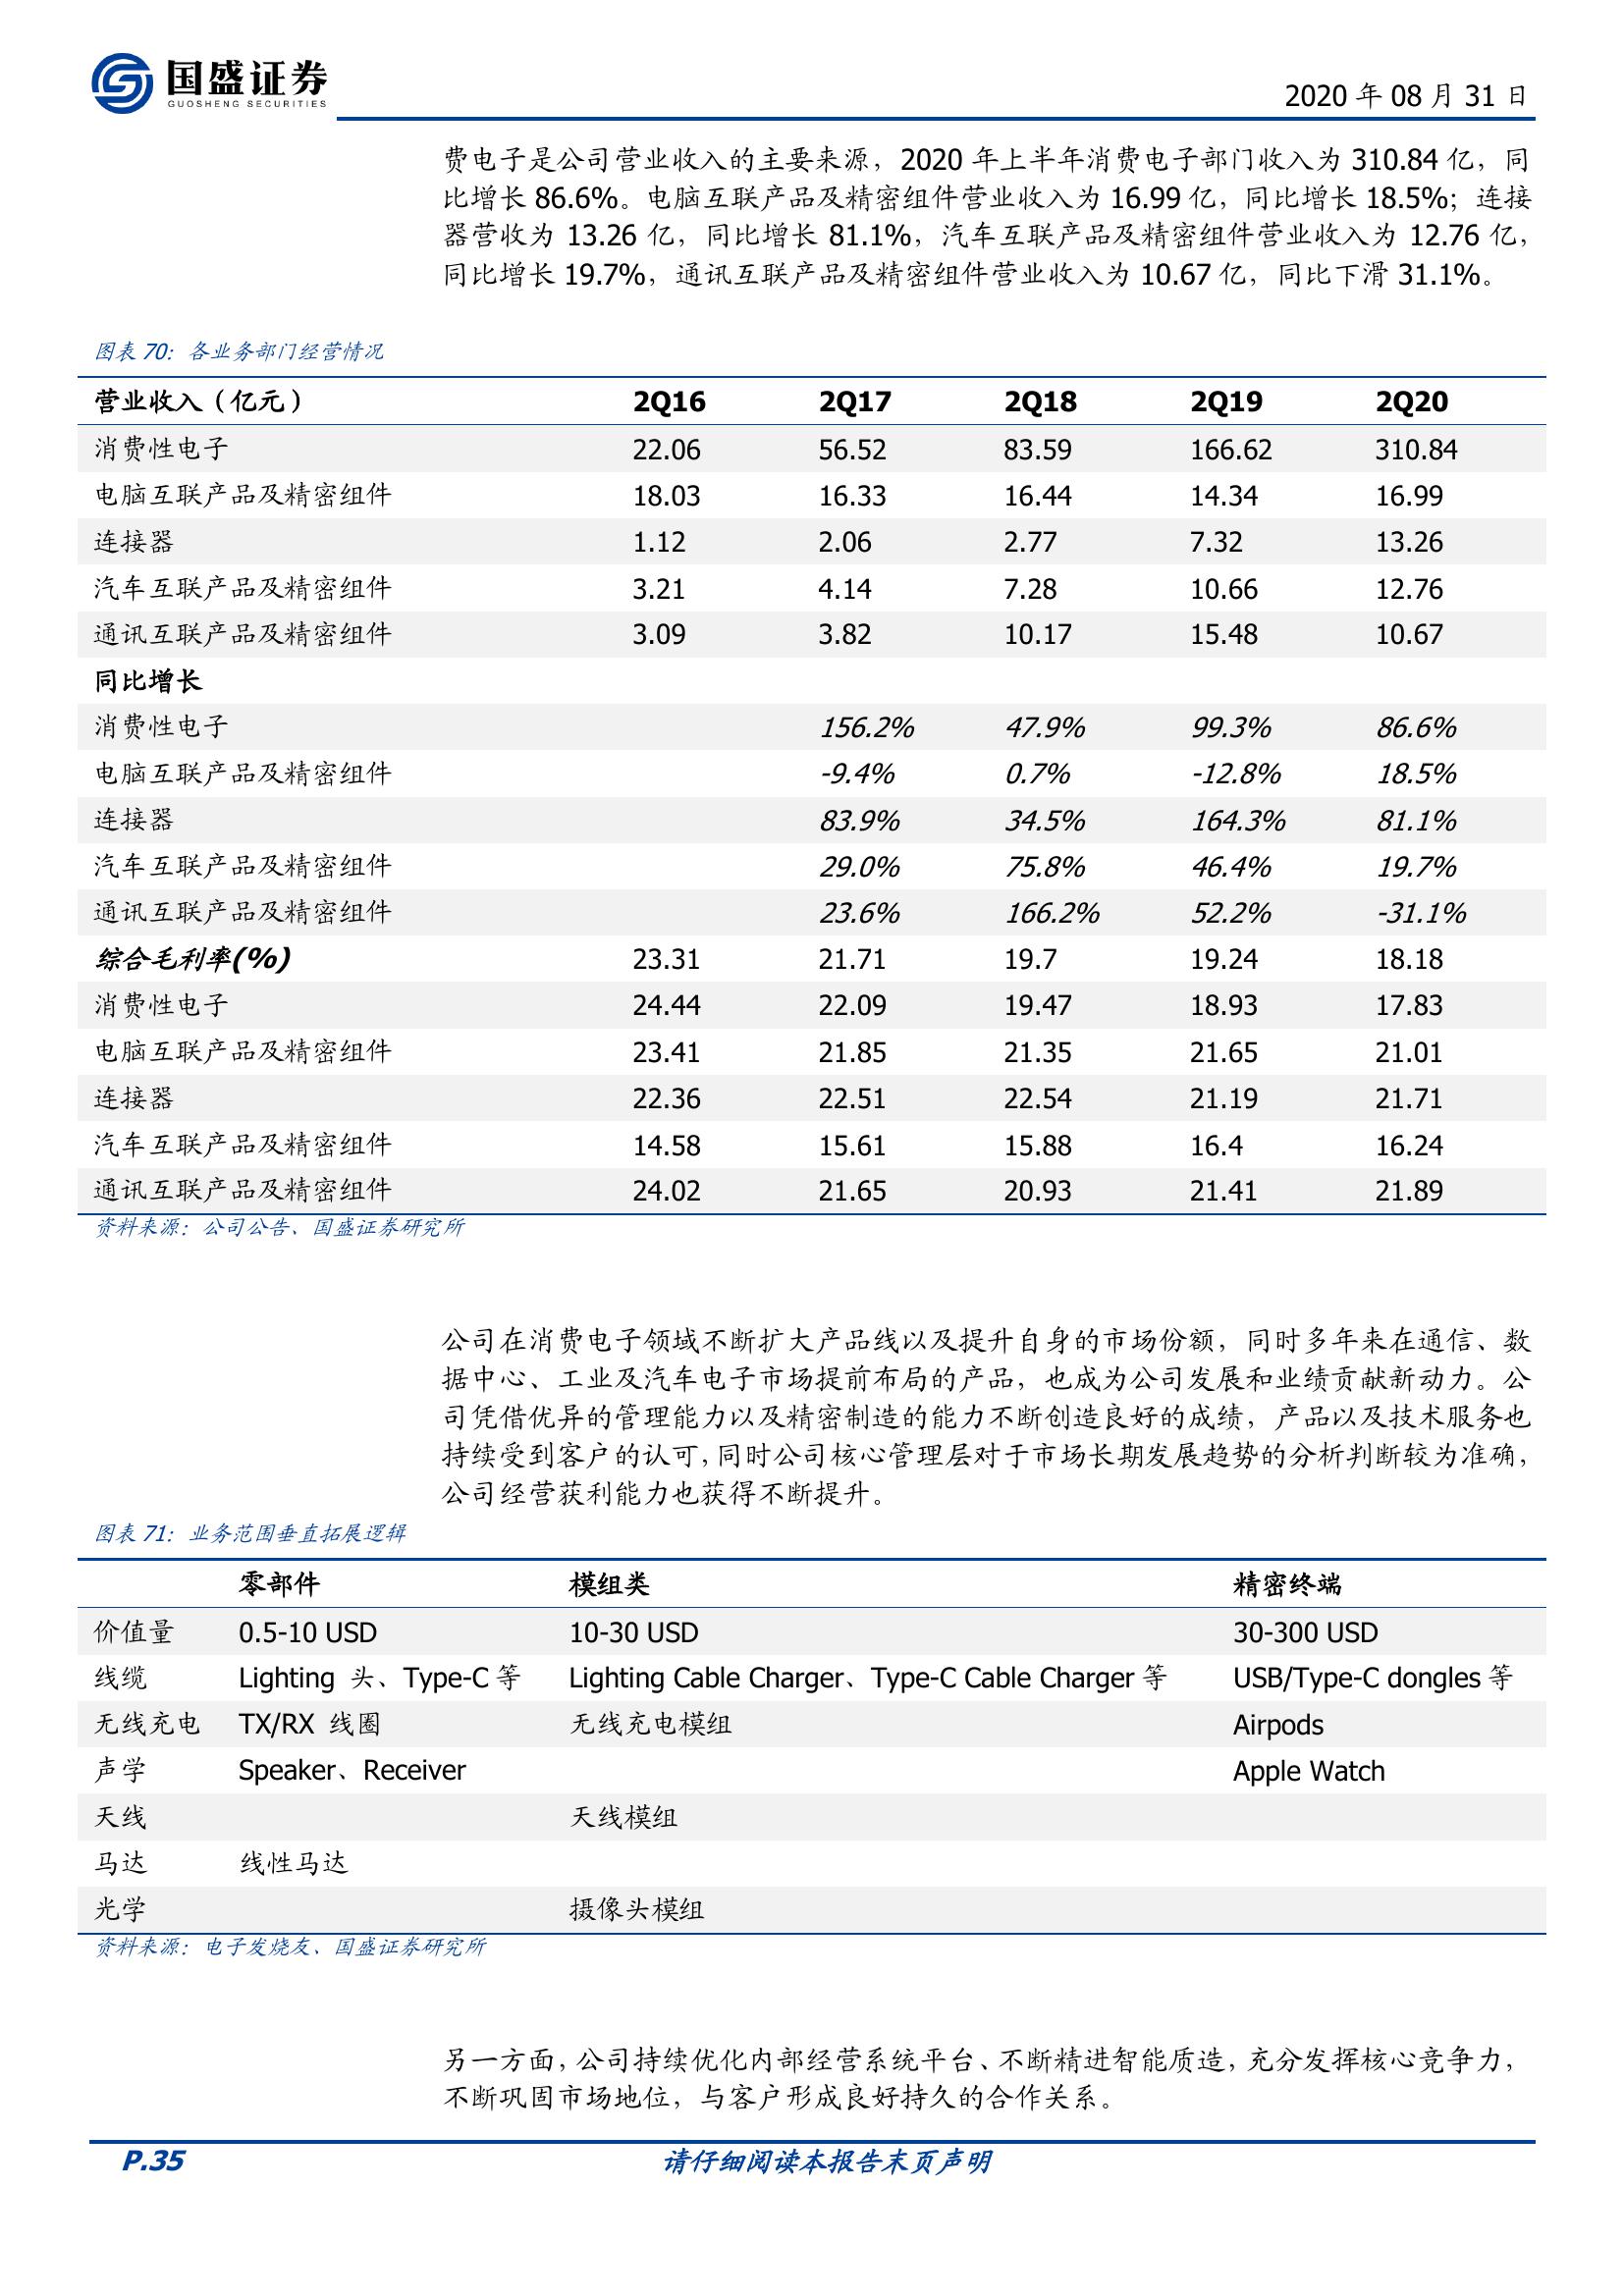 国盛证券
GUOSHENG SECURITIES
2020 年 08 月 31 日
费电子是公司营业收入的主要来源，2020 年上半年消费电子部门收入为 310.84 亿，同
比增长 86.6%。电脑互联产品及精密组件营业收入为 16.99 亿，同比增长 18.5%；连接
器营收为 13.26 亿，同比增长 81.1%，汽车互联产品及精密组件营业收入为 12.76 亿，
同比增长 19.7%，通讯互联产品及精密组件营业收入为 10.67 亿，同比下滑 31.1%。
图表 70：各业务部门经营情况
营业收入（亿元） 2Q16 2Q17 2Q18 2Q19 2Q20
消费性电子 22.06 56.52 83.59 166.62 310.84
电脑互联产品及精密组件 18.03 16.33 16.44 14.34 16.99
连接器 1.12 2.06 2.77 7.32 13.26
汽车互联产品及精密组件 3.21 4.14 7.28 10.66 12.76
通讯互联产品及精密组件 3.09 3.82 10.17 15.48 10.67
同比增长
消费性电子 156.2% 47.9% 99.3% 86.6%
电脑互联产品及精密组件 -9.4% 0.7% -12.8% 18.5%
连接器 83.9% 34.5% 164.3% 81.1%
汽车互联产品及精密组件 29.0% 75.8% 46.4% 19.7%
通讯互联产品及精密组件 23.6% 166.2% 52.2% -31.1%
综合毛利率(%) 23.31 21.71 19.7 19.24 18.18
消费性电子 24.44 22.09 19.47 18.93 17.83
电脑互联产品及精密组件 23.41 21.85 21.35 21.65 21.01
连接器 22.36 22.51 22.54 21.19 21.71
汽车互联产品及精密组件 14.58 15.61 15.88 16.4 16.24
通讯互联产品及精密组件 24.02 21.65 20.93 21.41 21.89
资料来源：公司公告、国盛证券研究所
公司在消费电子领域不断扩大产品线以及提升自身的市场份额，同时多年来在通信、数
据中心、工业及汽车电子市场提前布局的产品，也成为公司发展和业绩贡献新动力。公
司凭借优异的管理能力以及精密制造的能力不断创造良好的成绩，产品以及技术服务也
持续受到客户的认可，同时公司核心管理层对于市场长期发展趋势的分析判断较为准确，
公司经营获利能力也获得不断提升。
图表 71：业务范围垂直拓展逻辑
零部件 模组类 精密终端
价值量 0.5-10 USD 10-30 USD 30-300 USD
线缆 Lighting 头、Type-C 等 Lighting Cable Charger、Type-C Cable Charger 等 USB/Type-C dongles 等
无线充电 TX/RX 线圈 无线充电模组 Airpods
声学 Speaker、Receiver Apple Watch
天线 天线模组
马达 线性马达
光学 摄像头模组
资料来源：电子发烧友、国盛证券研究所
另一方面，公司持续优化内部经营系统平台、不断精进智能质造，充分发挥核心竞争力，
不断巩固市场地位，与客户形成良好持久的合作关系。
P.35 请仔细阅读本报告末页声明